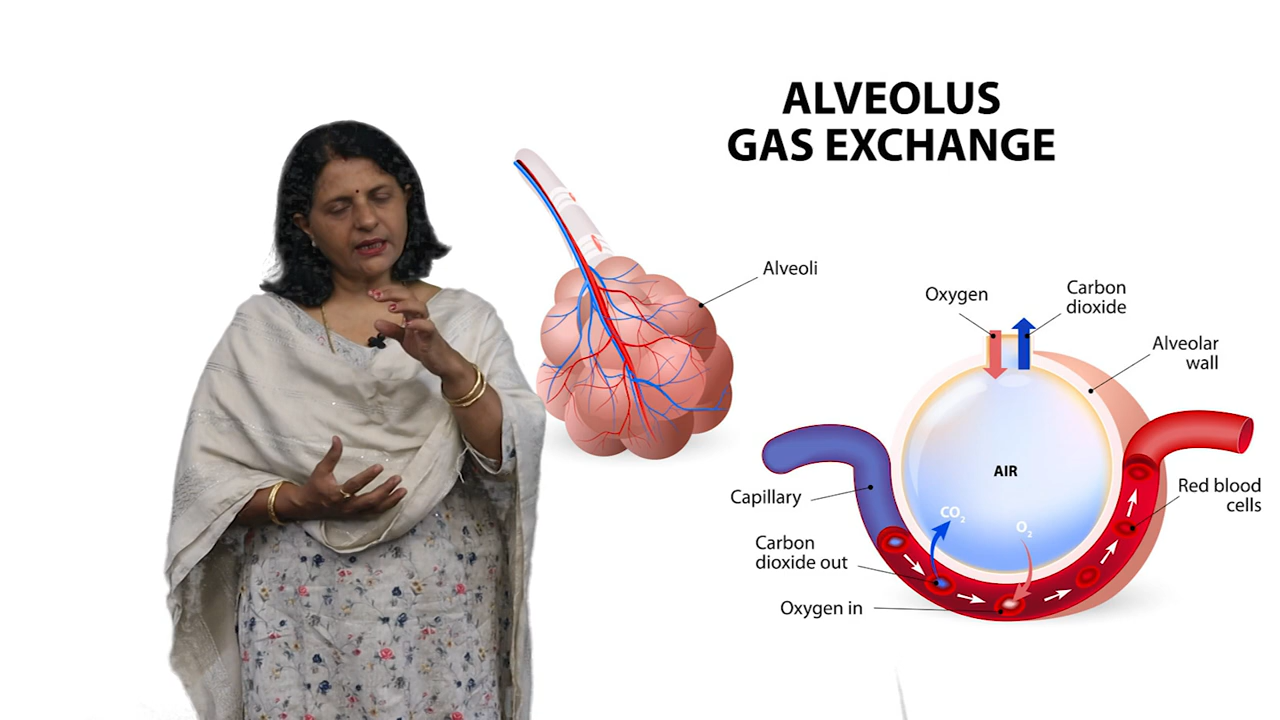 ALVEOLUS
GAS EXCHANGE
Alveoli
Oxygen
Carbon
dioxide
Alveolar
wall
AIR
Capillary
Red blood
cells
CO₂
O₂
Carbon
dioxide out
Oxygen in